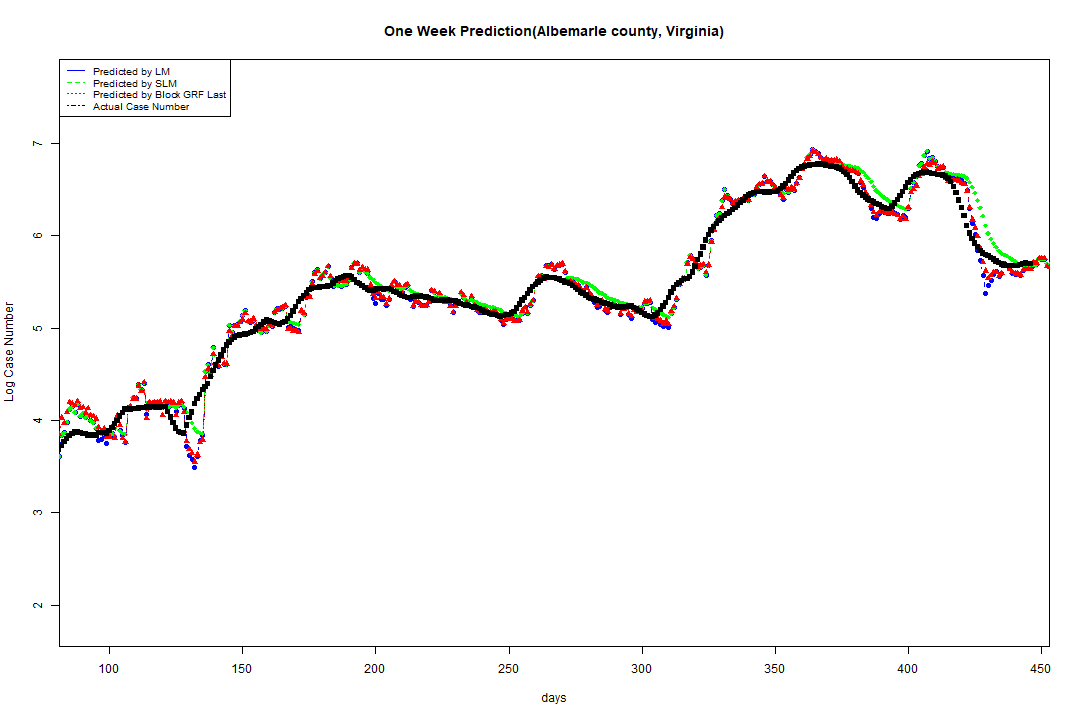 One Week Prediction(Albemarle county, Virginia)
Predicted by LM
Predicted by SLM
Predicted by Block GRF Last
Actual Case Number
7
6
5
4
3
2
Log Case Number
100 150 200 250 300 350 400 450
days